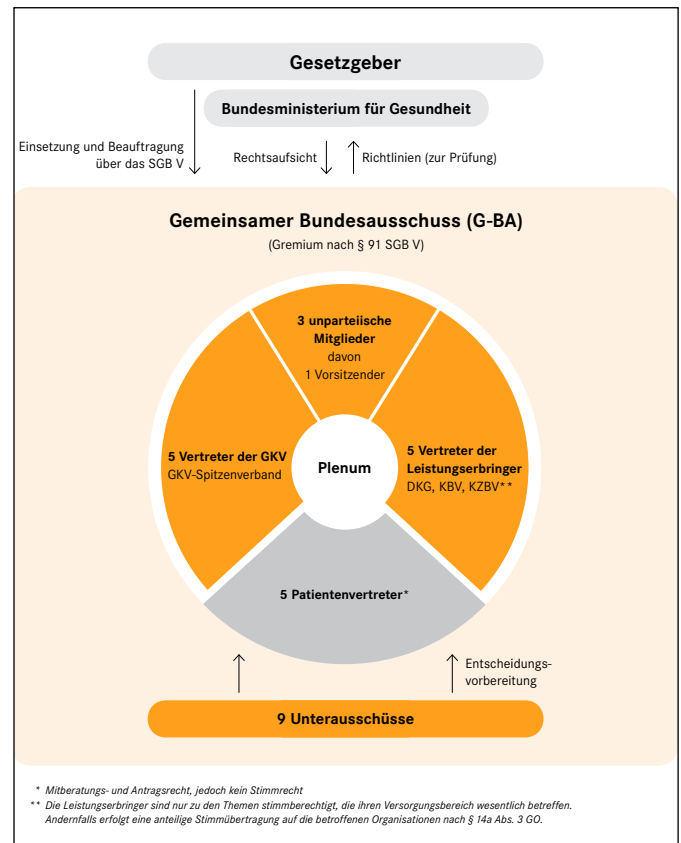 Gesetzgeber
Bundesministerium für Gesundheit
Einsetzung und Beauftragung
über das SGB V
Rechtsaufsicht
Richtlinien (zur Prüfung)
Gemeinsamer Bundesausschuss (G-BA)
(Gremium nach § 91 SGB V)
3 unparteiische
Mitglieder
davon
1 Vorsitzender
5 Vertreter der GKV
GKV-Spitzenverband
Plenum
5 Vertreter der
Leistungserbringer
DKG, KBV, KZBV**
5 Patientenvertreter*
Entscheidungs-
vorbereitung
9 Unterausschüsse
* Mitberatungs- und Antragsrecht, jedoch kein Stimmrecht
** Die Leistungserbringer sind nur zu den Themen stimmberechtigt, die ihren Versorgungsbereich wesentlich betreffen.
Andernfalls erfolgt eine anteilige Stimmübertragung auf die betroffenen Organisationen nach § 14a Abs. 3 GO.